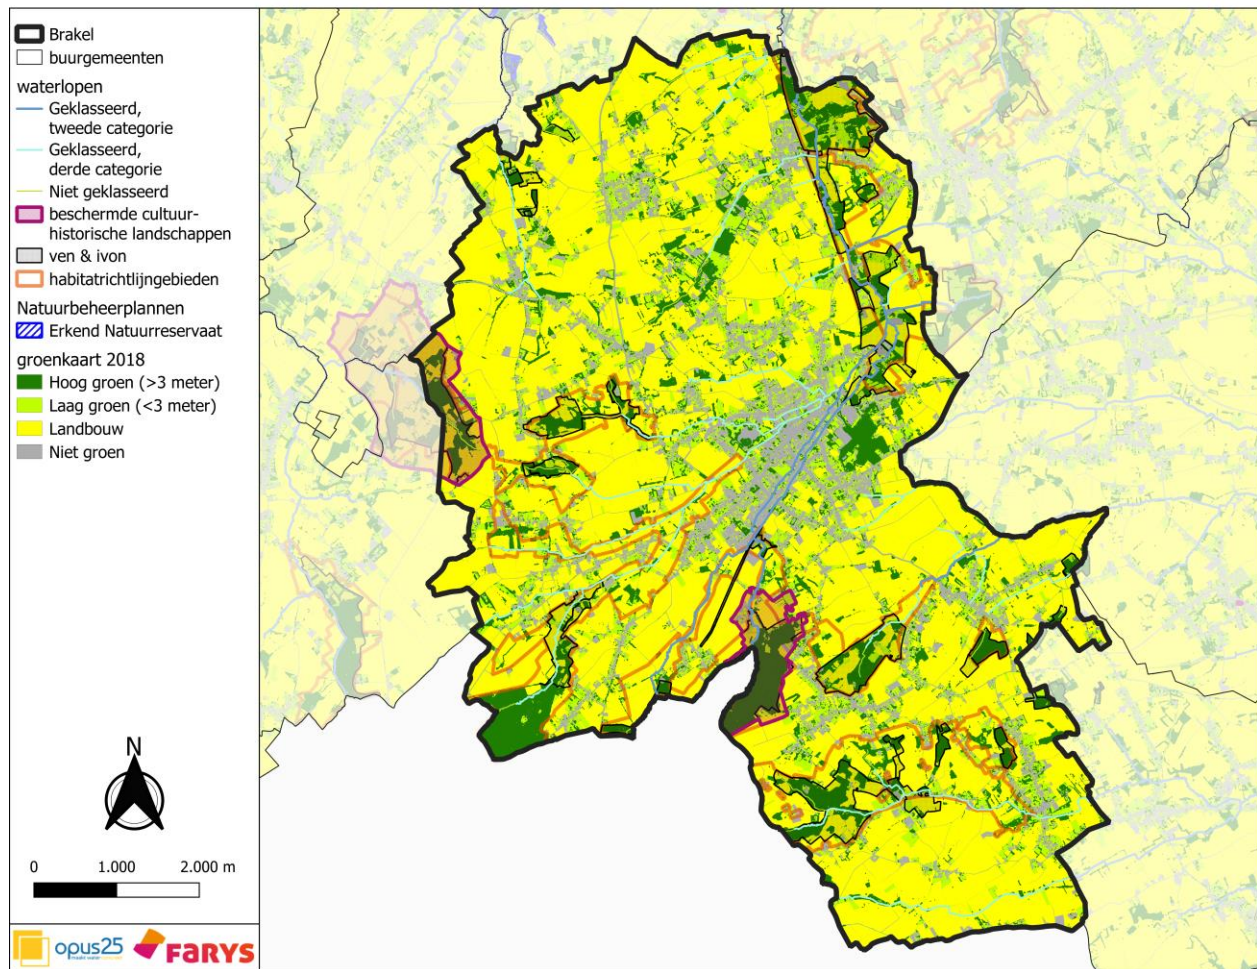 Brakel
buurgemeenten
waterlopen
Geklasseerd,
tweede categorie
Geklasseerd,
derde categorie
Niet geklasseerd
beschermde cultuur-
historische landschappen
ven & ivon
habitatrichtlijngebieden
Natuurbeheerplannen
Erkend Natuurreservaat
groenkaart 2018
Hoog groen (>3 meter)
Laag groen (<3 meter)
Landbouw
Niet groen
N
0 1.000 2.000 m
opus25
FARYS